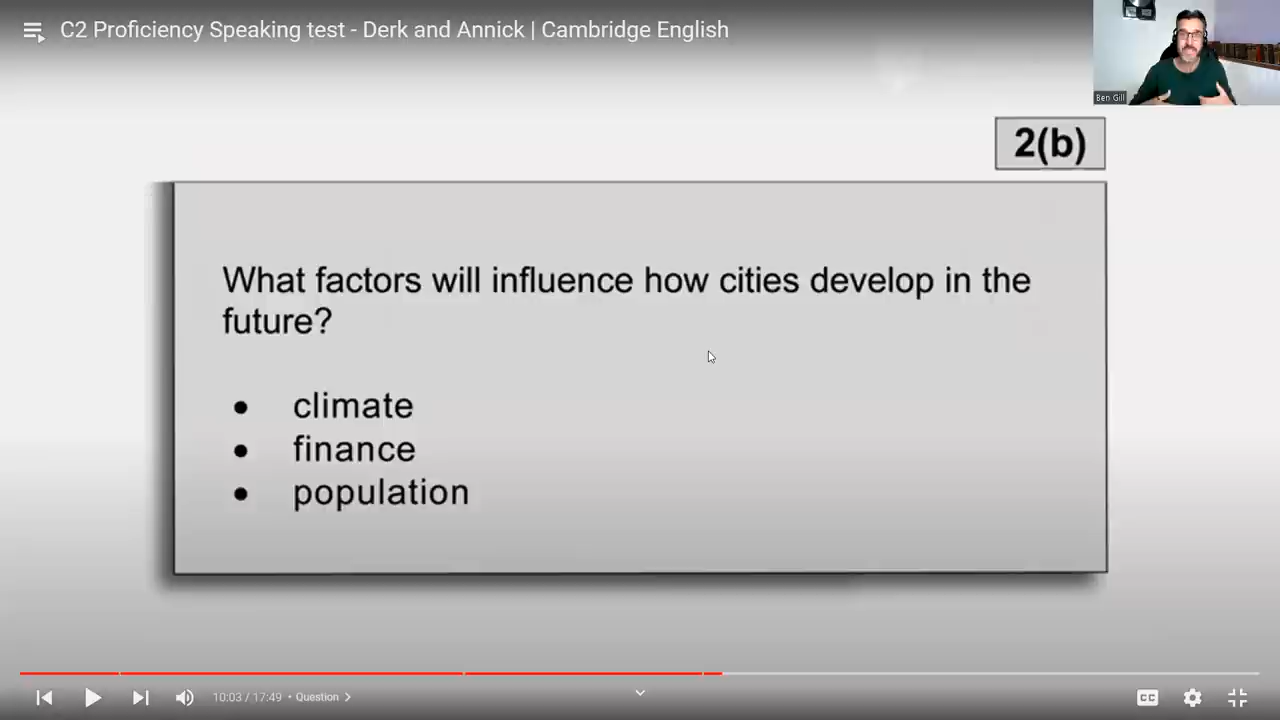 C2 Proficiency Speaking test - Derk and Annick | Cambridge English
Ben Gill
2(b)
What factors will influence how cities develop in the
future?
• climate
• finance
• population
10:03 / 17:49 • Question
CC